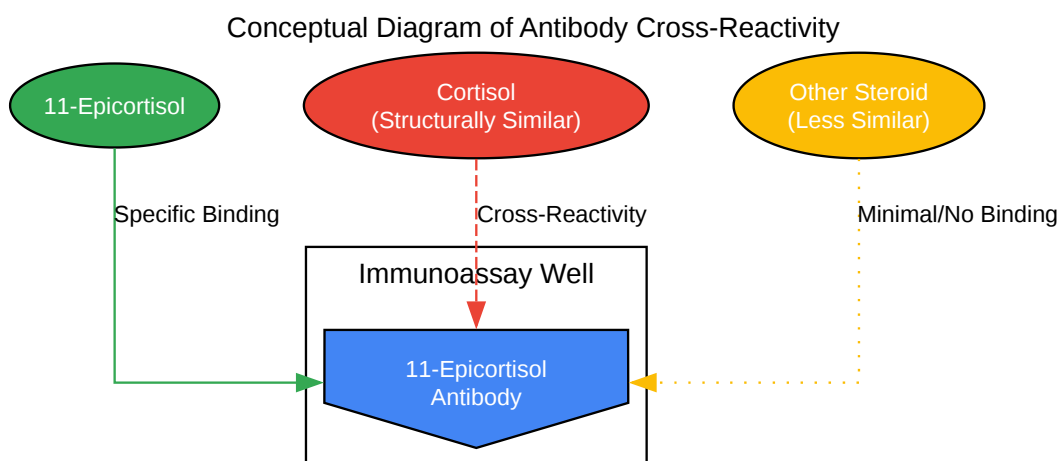 Conceptual Diagram of Antibody Cross-Reactivity
11-Epicortisol
Cortisol
(Structurally Similar)
Other Steroid
(Less Similar)
Specific Binding
Cross-Reactivity
Minimal/No Binding
Immunoassay Well
11-Epicortisol
Antibody